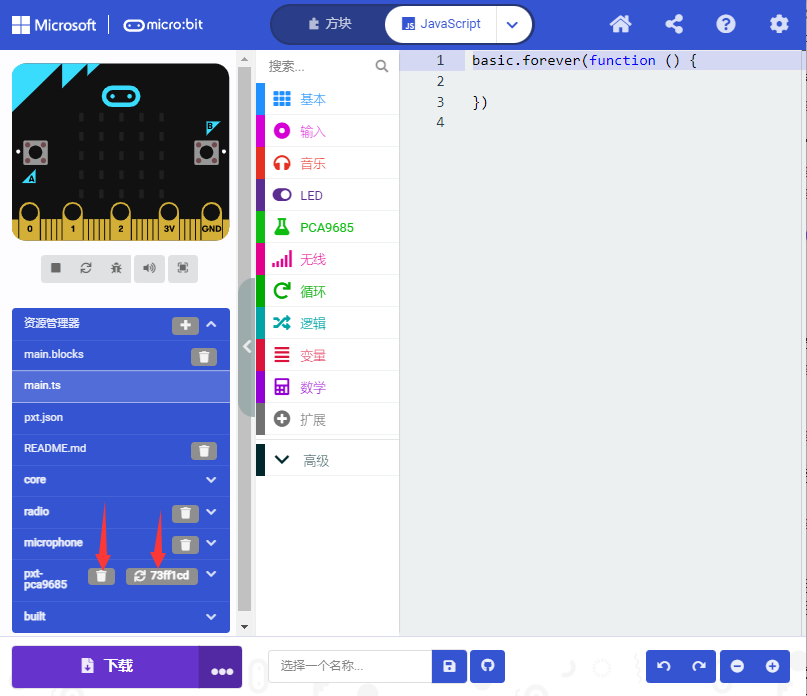 Microsoft
micro:bit
方块
JS JavaScript
搜索...
基本
输入
音乐
LED
PCA9685
无线
循环
逻辑
变量
数学
扩展
高级
1 basic.forever(function () {
2
3 })
4
B
A
0 1 2 3V GND
资源管理器
main.blocks
main.ts
pxt.json
README.md
core
radio
microphone
pxt-
pca9685 73ff1cd
built
下载
选择一个名称...